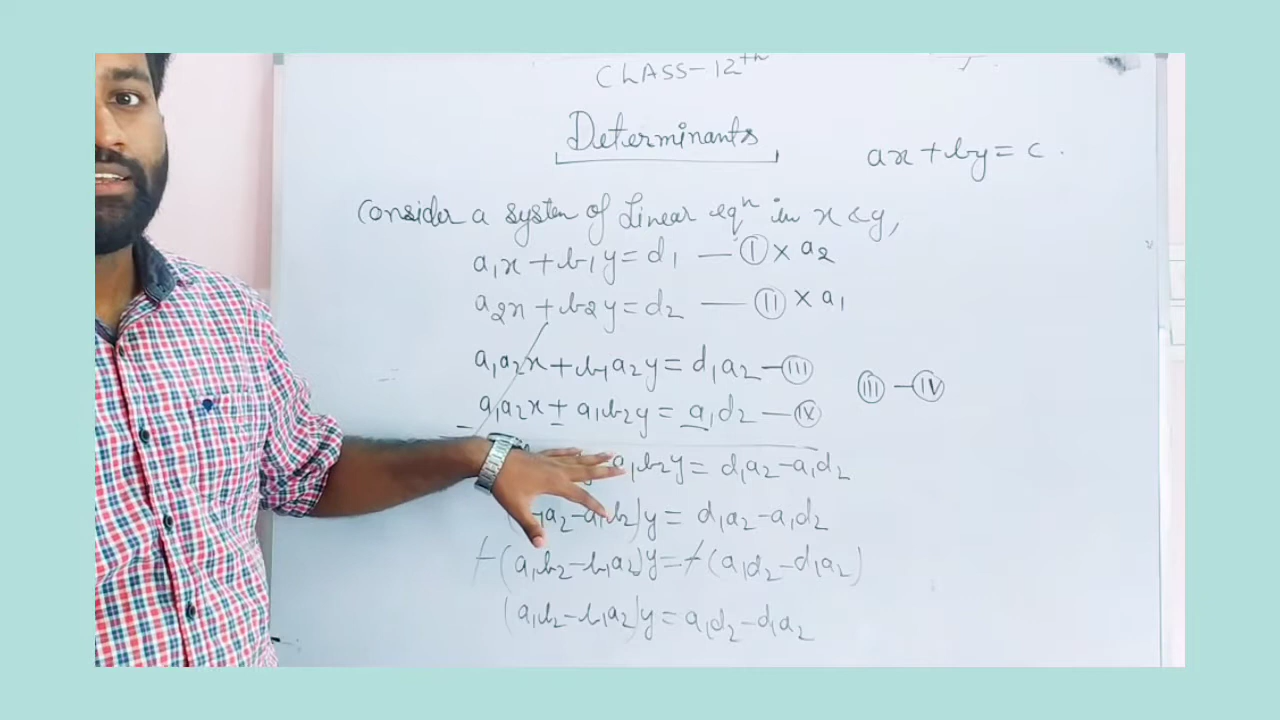 CLASS-12th
Determinants
ax + by = c.
Consider a system of Linear eqn in x & y,
a1x + b1y = d1 — I × a2
a2x + b2y = d2 — II × a1
a1a2x + b1a2y = d1a2 — III
III - IV
a1a2x + a1b2y = a1d2 — IV
a1b2y = d1a2 - a1d2
a2 - a1b2)y = d1a2 - a1d2
-(a1b2 - b1a2)y = -(a1d2 - d1a2)
(a1b2 - b1a2)y = a1d2 - d1a2